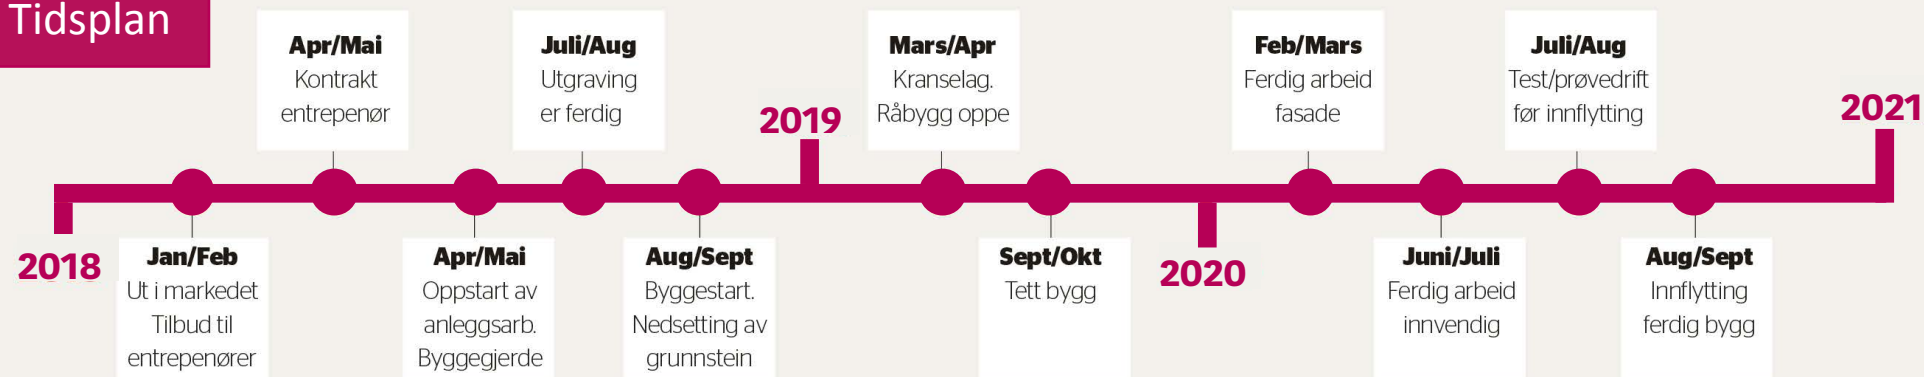 Tidsplan
2018
Jan/Feb
Ut i markedet
Tilbud til
entrepenører
Apr/Mai
Kontrakt
entrepenør
Apr/Mai
Oppstart av
anleggsarb.
Byggegjerde
Juli/Aug
Utgraving
er ferdig
Aug/Sept
Byggestart.
Nedsetting av
grunnstein
2019
Mars/Apr
Kranselag.
Råbygg oppe
Sept/Okt
Tett bygg
2020
Feb/Mars
Ferdig arbeid
fasade
Juni/Juli
Ferdig arbeid
innvendig
Juli/Aug
Test/prøvedrift
før innflytting
Aug/Sept
Innflytting
ferdig bygg
2021